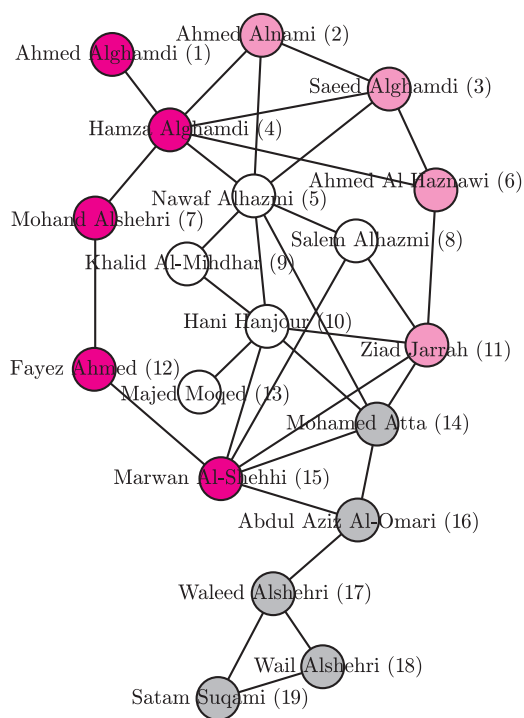 Ahmed Alnami (2)
Ahmed Alghamdi (1)
Saeed Alghamdi (3)
Hamza Alghamdi (4)
Ahmed Al-Haznawi (6)
Nawaf Alhazmi (5)
Mohand Alshehri (7)
Salem Alhazmi (8)
Khalid Al-Mihdhar (9)
Hani Hanjour (10)
Ziad Jarrah (11)
Fayez Ahmed (12)
Majed Moqed (13)
Mohamed Atta (14)
Marwan Al-Shehhi (15)
Abdul Aziz Al-Omari (16)
Waleed Alshehri (17)
Wail Alshehri (18)
Satam Suqami (19)